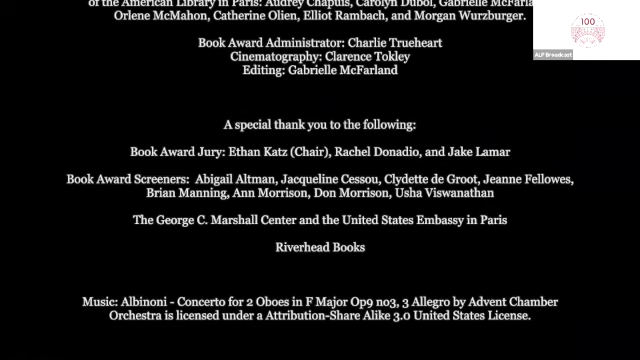 of the American Library in Paris: Audrey Chapuis, Carolyn Dubol, Gabrielle McFarla
Orlene McMahon, Catherine Olien, Elliot Rambach, and Morgan Wurzburger.
Book Award Administrator: Charlie Trueheart
Cinematography: Clarence Tokley
Editing: Gabrielle McFarland
A special thank you to the following:
Book Award Jury: Ethan Katz (Chair), Rachel Donadio, and Jake Lamar
Book Award Screeners: Abigail Altman, Jacqueline Cessou, Clydette de Groot, Jeanne Fellowes,
Brian Manning, Ann Morrison, Don Morrison, Usha Viswanathan
The George C. Marshall Center and the United States Embassy in Paris
Riverhead Books
Music: Albinoni - Concerto for 2 Oboes in F Major Op9 no3, 3 Allegro by Advent Chamber
Orchestra is licensed under a Attribution-Share Alike 3.0 United States License.
100
ALP Broadcast